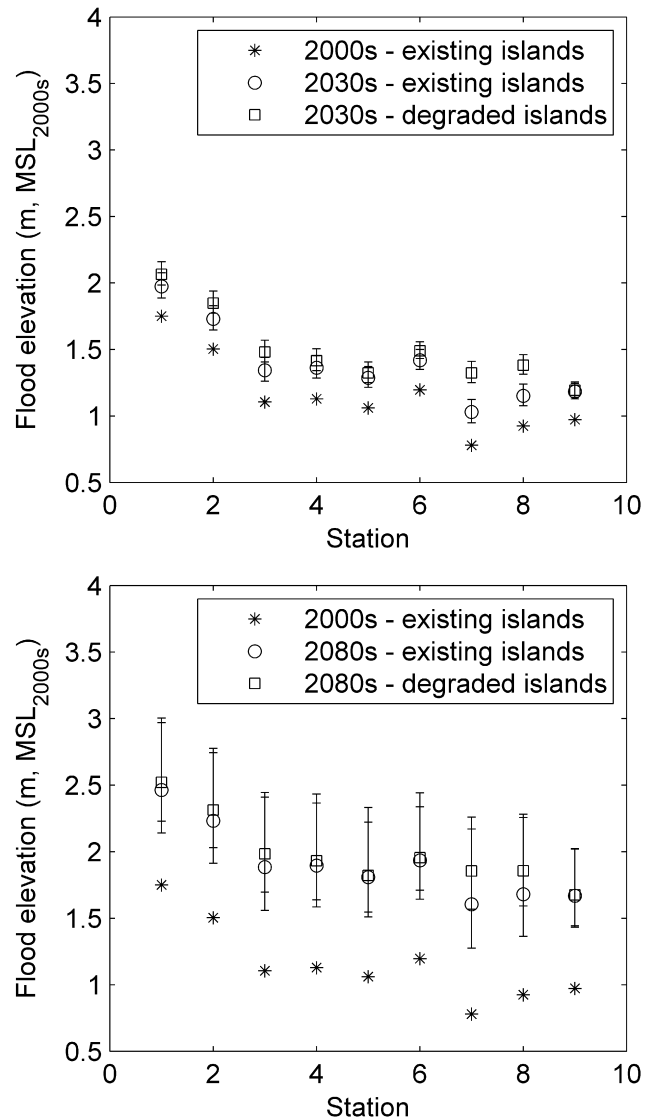 4
3.5
3
2.5
2
1.5
1
0.5
Flood elevation (m, MSL2000s)
2000s - existing islands
2030s - existing islands
2030s - degraded islands
0 2 4 6 8 10
Station
4
3.5
3
2.5
2
1.5
1
0.5
Flood elevation (m, MSL2000s)
2000s - existing islands
2080s - existing islands
2080s - degraded islands
0 2 4 6 8 10
Station